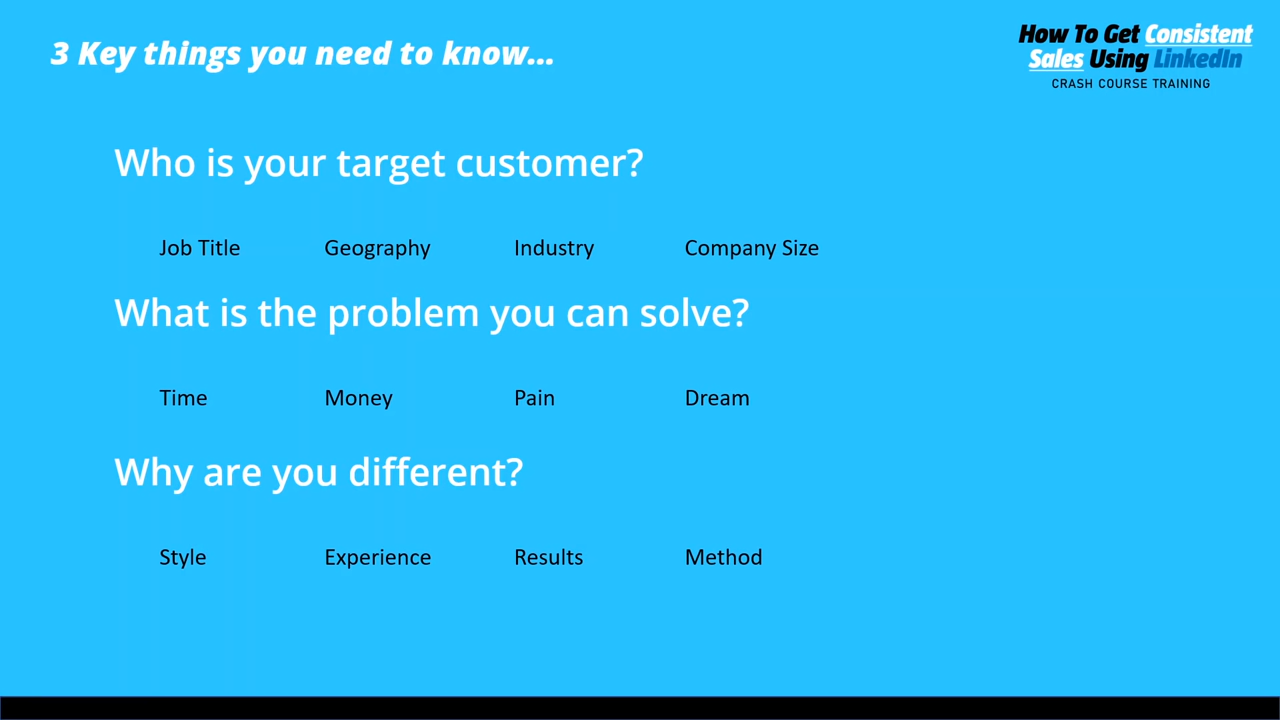 3 Key things you need to know...
How To Get Consistent
Sales Using LinkedIn
CRASH COURSE TRAINING
Who is your target customer?
Job Title Geography Industry Company Size
What is the problem you can solve?
Time Money Pain Dream
Why are you different?
Style Experience Results Method